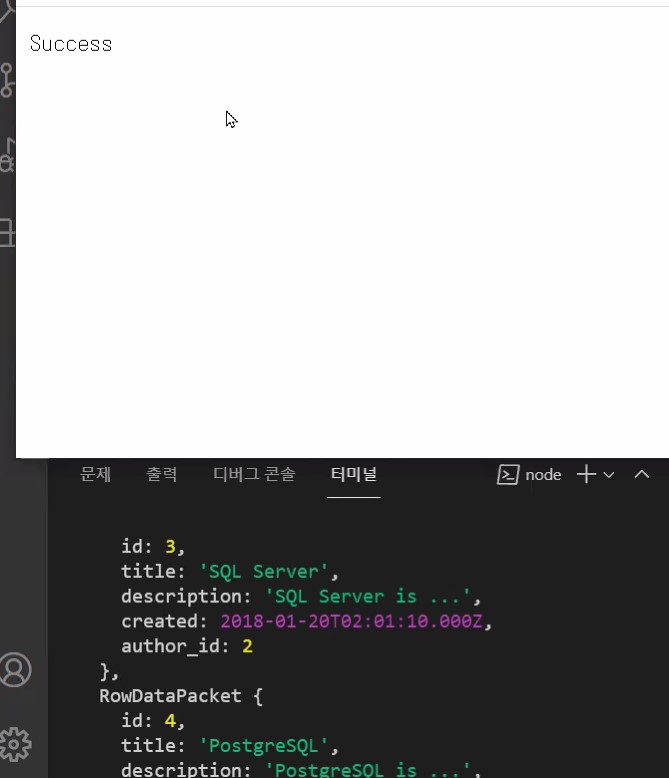 Success
문제 출력 디버그 콘솔 터미널 node
id: 3,
title: 'SQL Server',
description: 'SQL Server is ...',
created: 2018-01-20T02:01:10.000Z,
author_id: 2
},
RowDataPacket {
id: 4,
title: 'PostgreSQL',
description: 'PostgreSQL is ...',